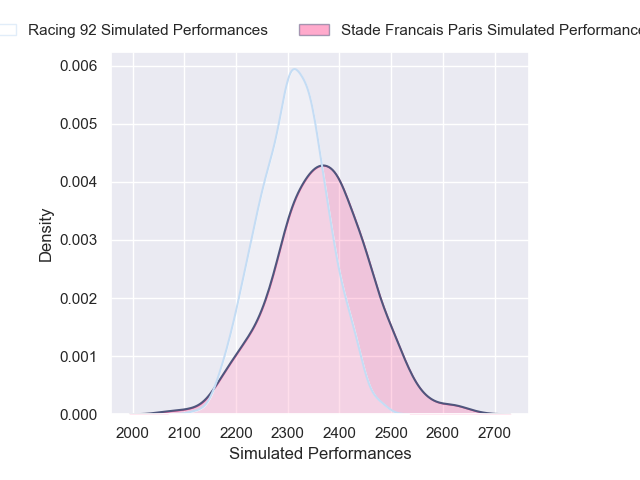 Racing 92 Simulated Performances
Stade Francais Paris Simulated Performance
0.006
0.005
0.004
0.003
0.002
0.001
0.000
Density
2000 2100 2200 2300 2400 2500 2600 2700
Simulated Performances